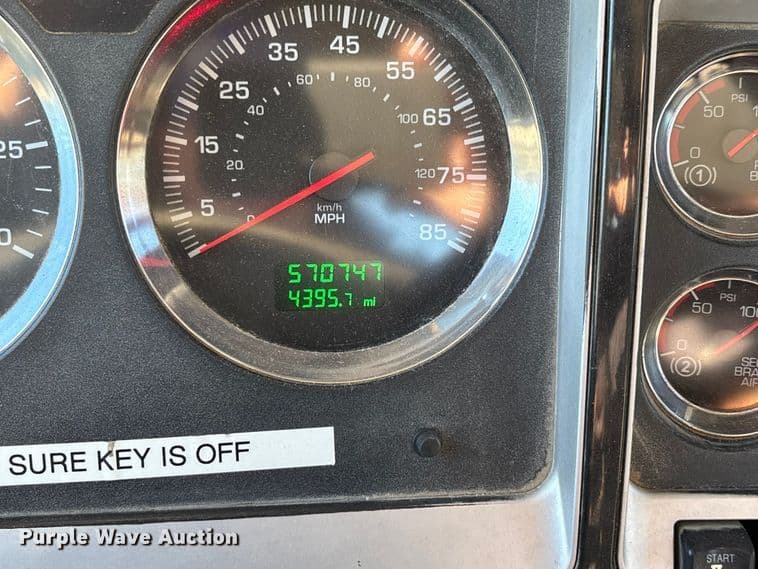 35 45
25 55
15 65
5 75
85
60 80
40 100
20 120
0
km/h
MPH
570747
4395.7 mi
25
0
PSI
50
0
(1)
PSI
50 100
0
(2)
SURE KEY IS OFF
START
Purple Wave Auction